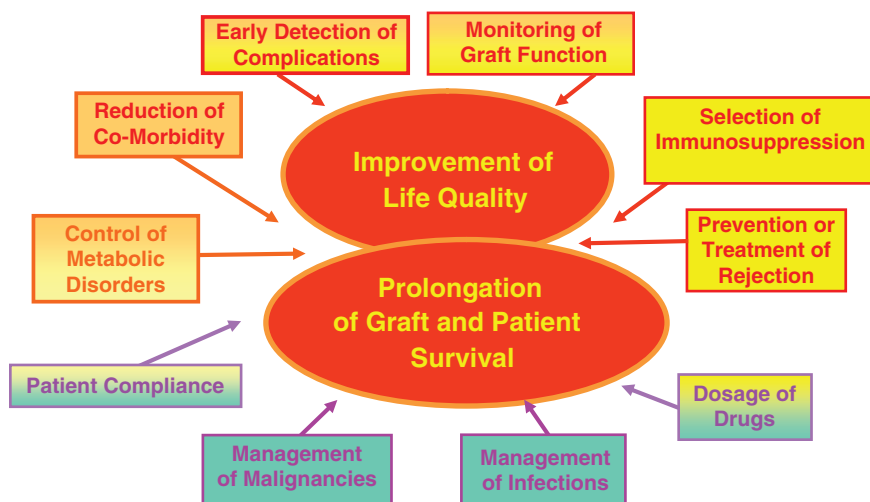 Early Detection of
Complications
Monitoring of
Graft Function
Reduction of
Co-Morbidity
Selection of
Immunosuppression
Improvement of
Life Quality
Control of
Metabolic
Disorders
Prevention or
Treatment of
Rejection
Prolongation
of Graft and Patient
Survival
Patient Compliance
Dosage of
Drugs
Management
of Malignancies
Management
of Infections